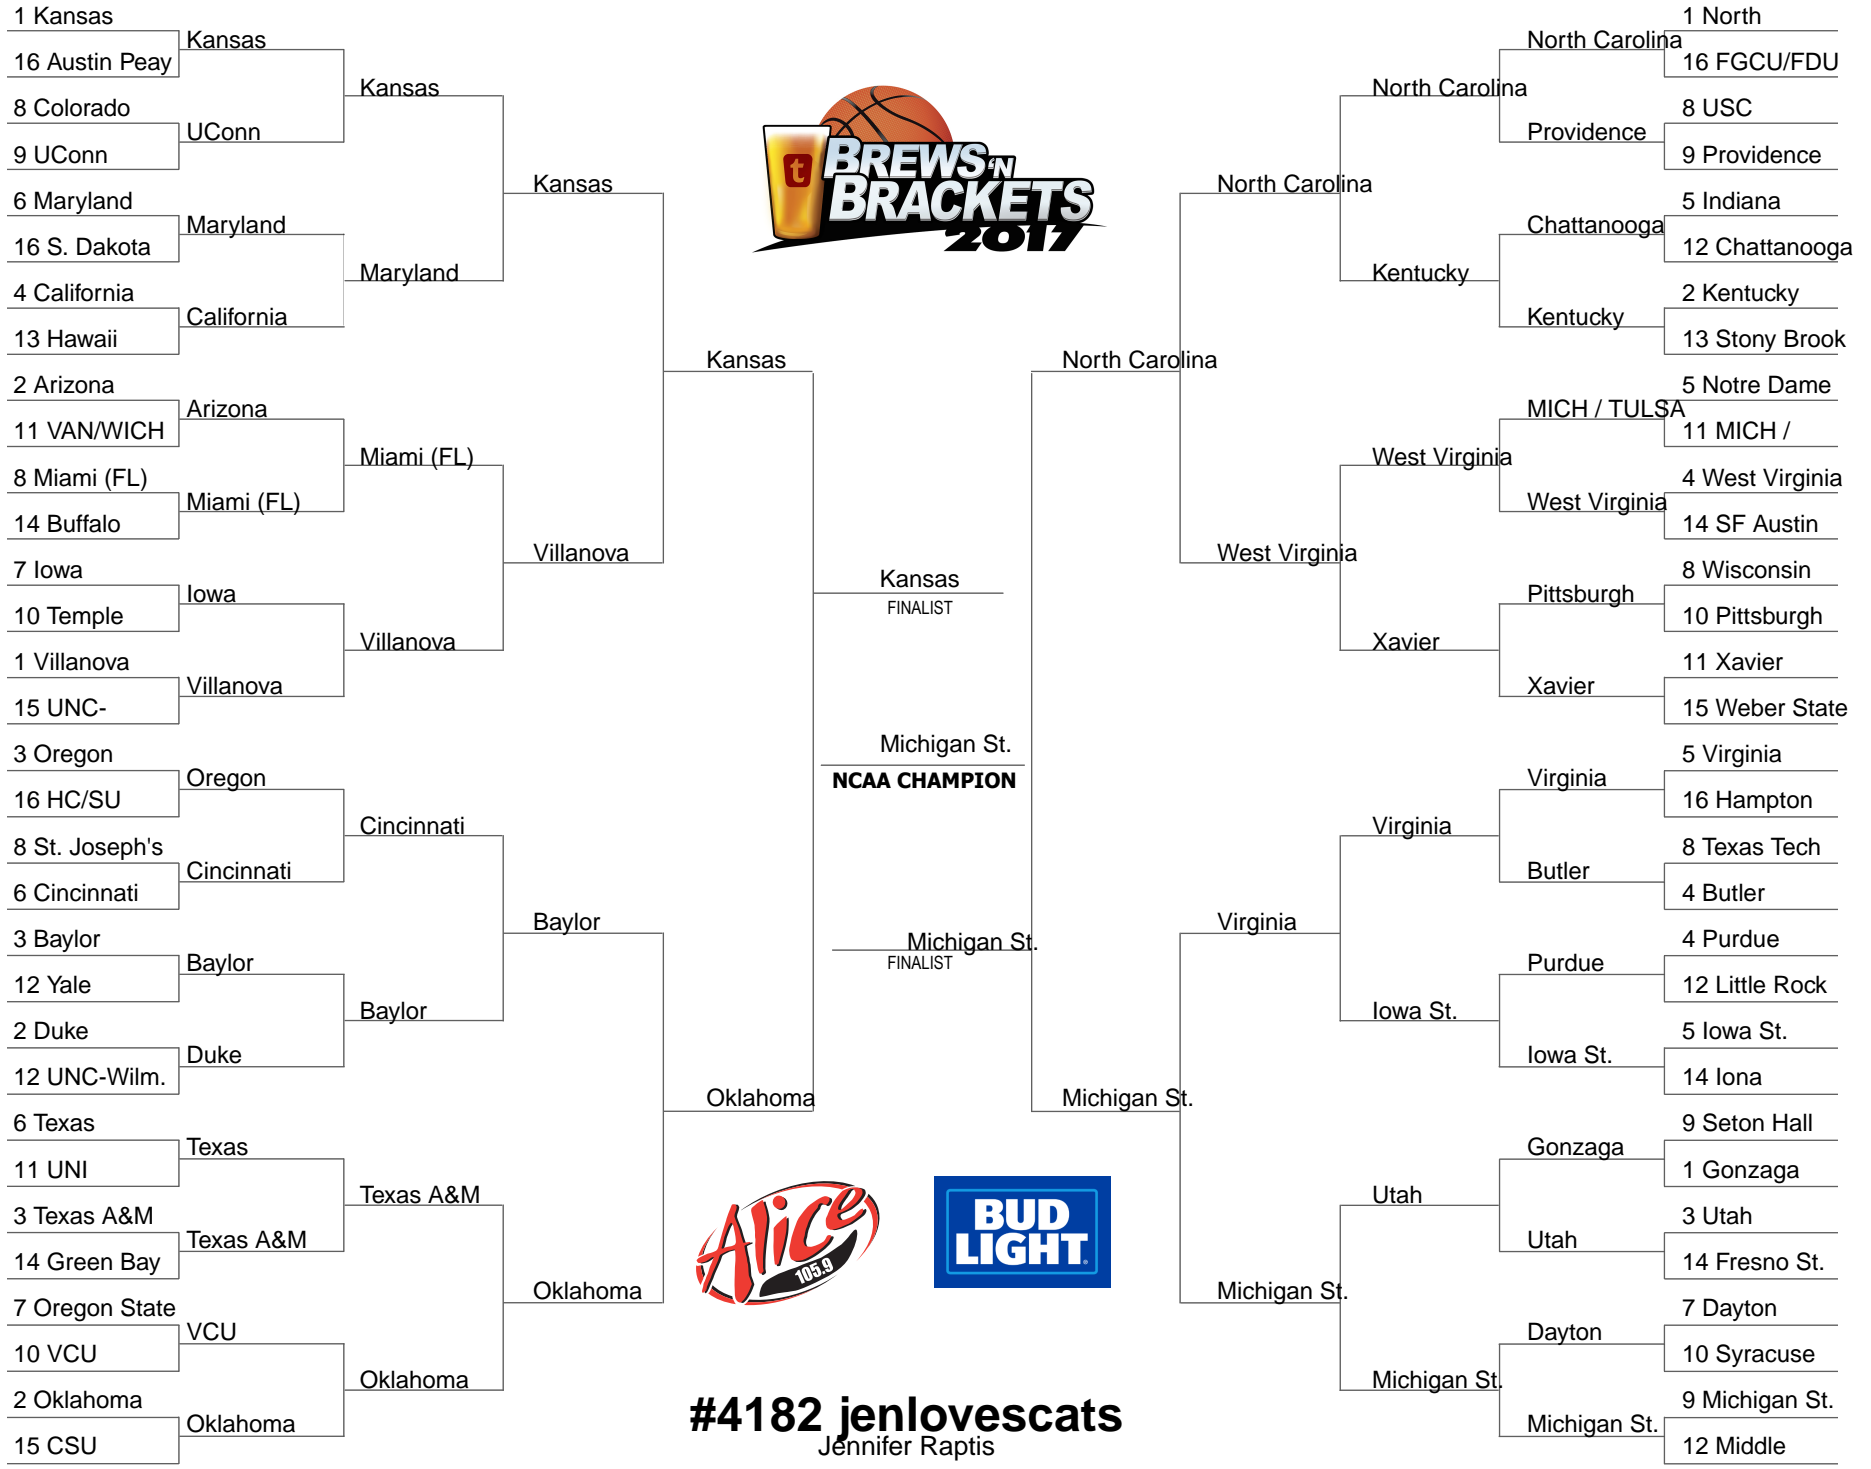 1 Kansas
16 Austin Peay
8 Colorado
9 UConn
6 Maryland
16 S. Dakota
4 California
13 Hawaii
2 Arizona
11 VAN/WICH
8 Miami (FL)
14 Buffalo
7 Iowa
10 Temple
1 Villanova
15 UNC-
3 Oregon
16 HC/SU
8 St. Joseph's
6 Cincinnati
3 Baylor
12 Yale
2 Duke
12 UNC-Wilm.
6 Texas
11 UNI
3 Texas A&M
14 Green Bay
7 Oregon State
10 VCU
2 Oklahoma
15 CSU
Kansas
UConn
Maryland
California
Arizona
Miami (FL)
Iowa
Villanova
Oregon
Cincinnati
Baylor
Duke
Texas
Texas A&M
VCU
Oklahoma
Kansas
Maryland
Miami (FL)
Villanova
Cincinnati
Baylor
Texas A&M
Oklahoma
Kansas
Villanova
Baylor
Oklahoma
Kansas
Oklahoma
t
BREWS 'N
BRACKETS
2017
Kansas
FINALIST
Michigan St.
NCAA CHAMPION
Michigan St.
FINALIST
Alice
105.9
BUD
LIGHT
#4182 jenlovescats
Jennifer Raptis
North Carolina
Michigan St.
North Carolina
West Virginia
Virginia
Michigan St.
North Carolina
Kentucky
West Virginia
Xavier
Virginia
Iowa St.
Utah
Michigan St.
North Carolina
Providence
Chattanooga
Kentucky
MICH / TULSA
West Virginia
Pittsburgh
Xavier
Virginia
Butler
Purdue
Iowa St.
Gonzaga
Utah
Dayton
Michigan St.
1 North
16 FGCU/FDU
8 USC
9 Providence
5 Indiana
12 Chattanooga
2 Kentucky
13 Stony Brook
5 Notre Dame
11 MICH /
4 West Virginia
14 SF Austin
8 Wisconsin
10 Pittsburgh
11 Xavier
15 Weber State
5 Virginia
16 Hampton
8 Texas Tech
4 Butler
4 Purdue
12 Little Rock
5 Iowa St.
14 Iona
9 Seton Hall
1 Gonzaga
3 Utah
14 Fresno St.
7 Dayton
10 Syracuse
9 Michigan St.
12 Middle